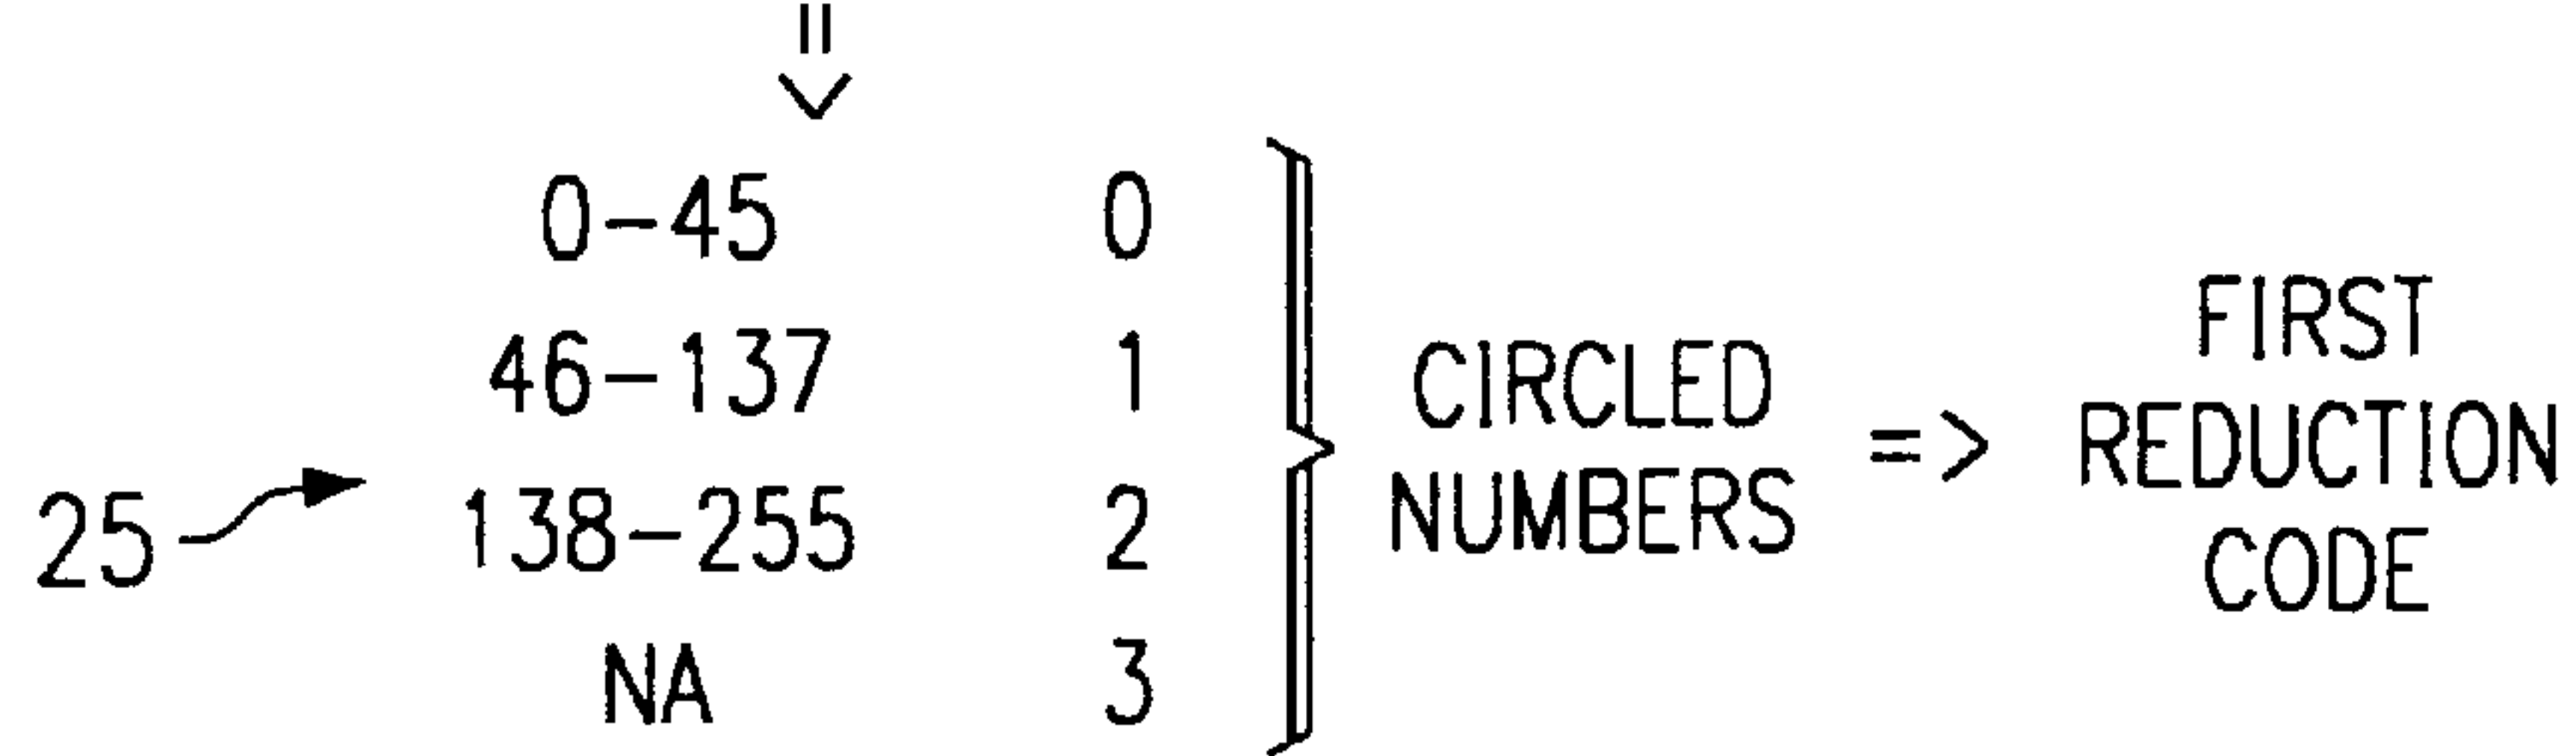 0-45 0
46-137 1
138-255 2
NA 3
25
CIRCLED
NUMBERS
=>
FIRST
REDUCTION
CODE